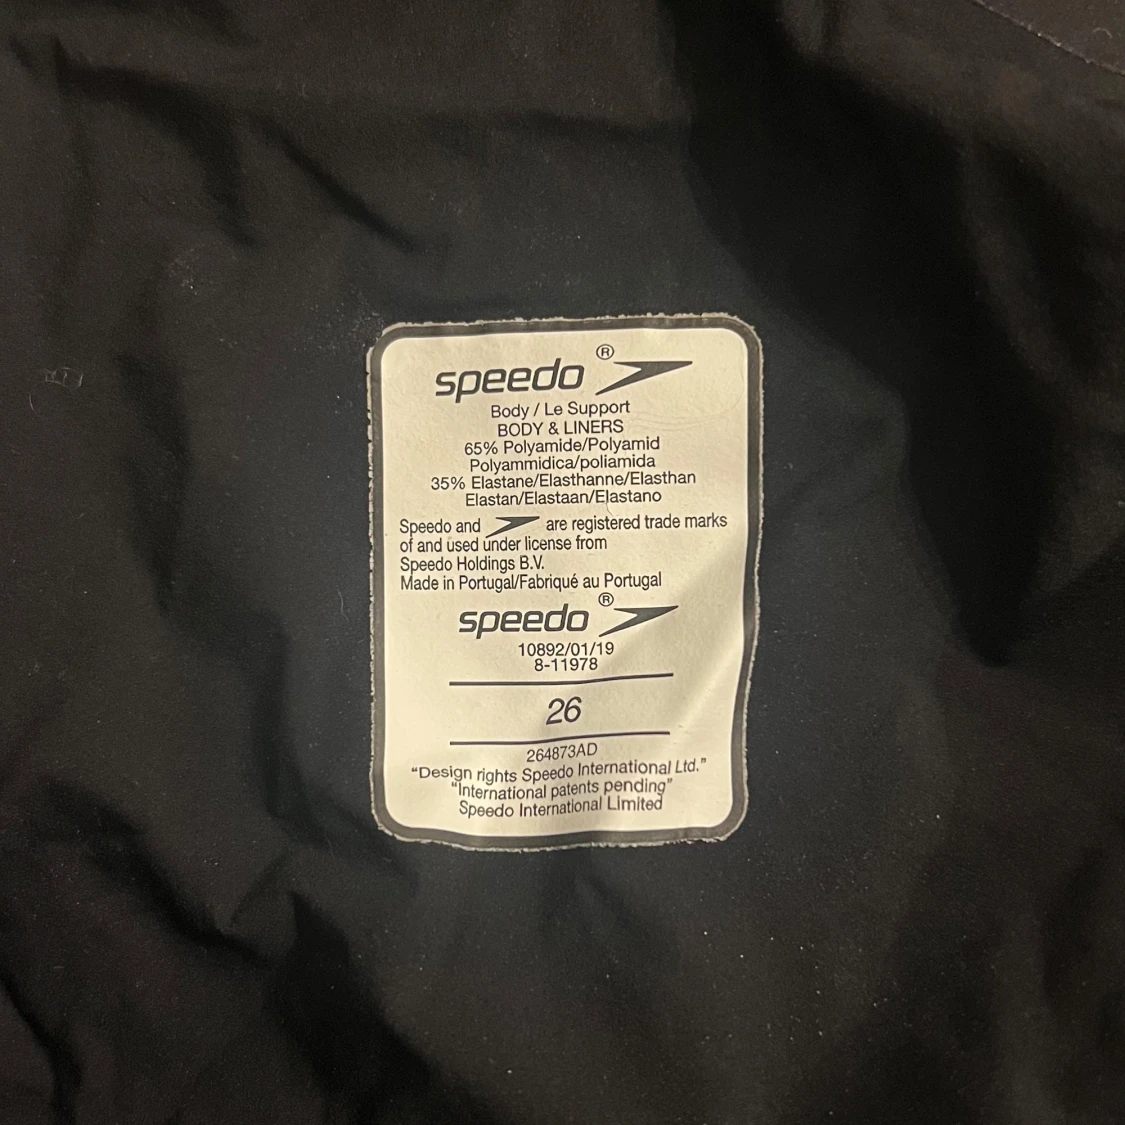 speedo®
Body / Le Support
BODY & LINERS
65% Polyamide/Polyamid
Polyammidica/poliamida
35% Elastane/Elasthanne/Elasthan
Elastan/Elastaan/Elastano
Speedo and are registered trade marks
of and used under license from
Speedo Holdings B.V.
Made in Portugal/Fabriqué au Portugal
speedo®
10892/01/19
8-11978
26
264873AD
“Design rights Speedo International Ltd.”
“International patents pending”
Speedo International Limited